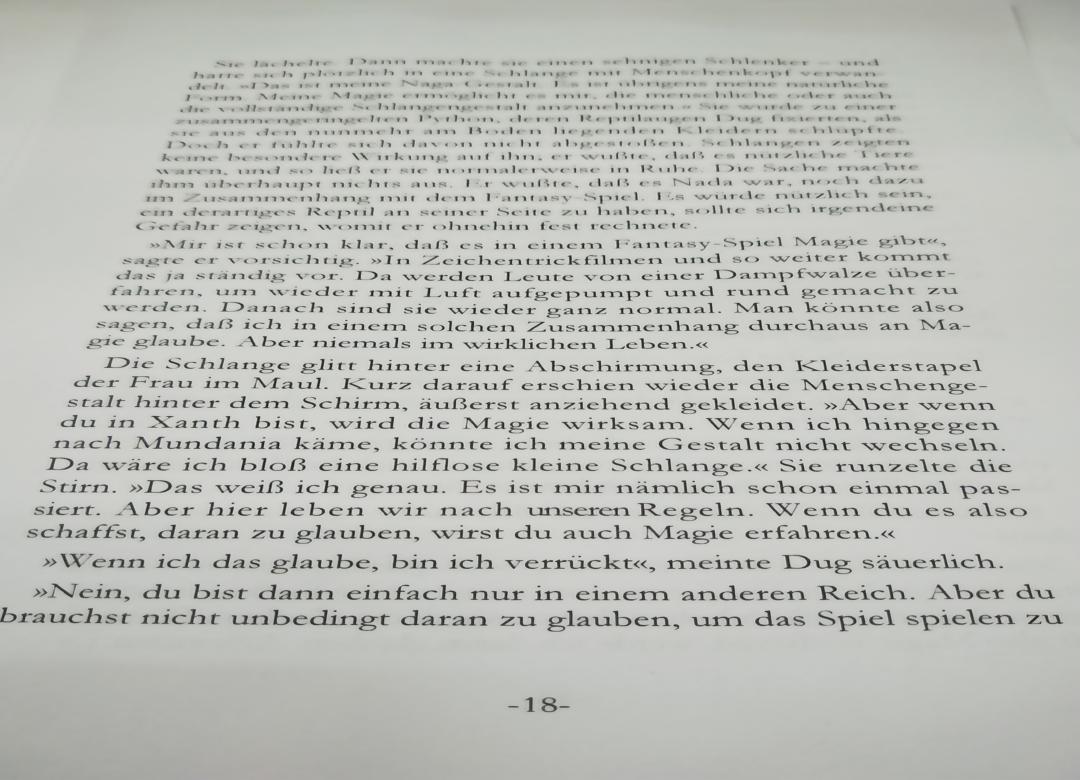 Sie lächelte. Dann machte sie einen sehnigen Schlenker – und
hatte sich plötzlich in eine Schlange mit Menschenkopf verwan-
delt. »Das ist meine Naga-Gestalt. Es ist übrigens meine natürliche
Form. Meine Magie ermöglicht es mir, die menschliche oder auch
die vollständige Schlangengestalt anzunehmen.« Sie wurde zu einer
zusammengeringelten Python, deren Reptilaugen Dug fixierten, als
sie aus den nunmehr am Boden liegenden Kleidern schlüpfte.
Doch er fühlte sich davon nicht abgestoßen. Schlangen zeigten
keine besondere Wirkung auf ihn, er wußte, daß es nützliche Tiere
waren, und so ließ er sie normalerweise in Ruhe. Die Sache machte
ihm überhaupt nichts aus. Er wußte, daß es Nada war, noch dazu
im Zusammenhang mit dem Fantasy-Spiel. Es würde nützlich sein,
ein derartiges Reptil an seiner Seite zu haben, sollte sich irgendeine
Gefahr zeigen, womit er ohnehin fest rechnete.
»Mir ist schon klar, daß es in einem Fantasy-Spiel Magie gibt«,
sagte er vorsichtig. »In Zeichentrickfilmen und so weiter kommt
das ja ständig vor. Da werden Leute von einer Dampfwalze über-
fahren, um wieder mit Luft aufgepumpt und rund gemacht zu
werden. Danach sind sie wieder ganz normal. Man könnte also
sagen, daß ich in einem solchen Zusammenhang durchaus an Ma-
gie glaube. Aber niemals im wirklichen Leben.«
Die Schlange glitt hinter eine Abschirmung, den Kleiderstapel
der Frau im Maul. Kurz darauf erschien wieder die Menschenge-
stalt hinter dem Schirm, äußerst anziehend gekleidet. »Aber wenn
du in Xanth bist, wird die Magie wirksam. Wenn ich hingegen
nach Mundania käme, könnte ich meine Gestalt nicht wechseln.
Da wäre ich bloß eine hilflose kleine Schlange.« Sie runzelte die
Stirn. »Das weiß ich genau. Es ist mir nämlich schon einmal pas-
siert. Aber hier leben wir nach unseren Regeln. Wenn du es also
schaffst, daran zu glauben, wirst du auch Magie erfahren.«
»Wenn ich das glaube, bin ich verrückt«, meinte Dug säuerlich.
»Nein, du bist dann einfach nur in einem anderen Reich. Aber du
brauchst nicht unbedingt daran zu glauben, um das Spiel spielen zu
-18-